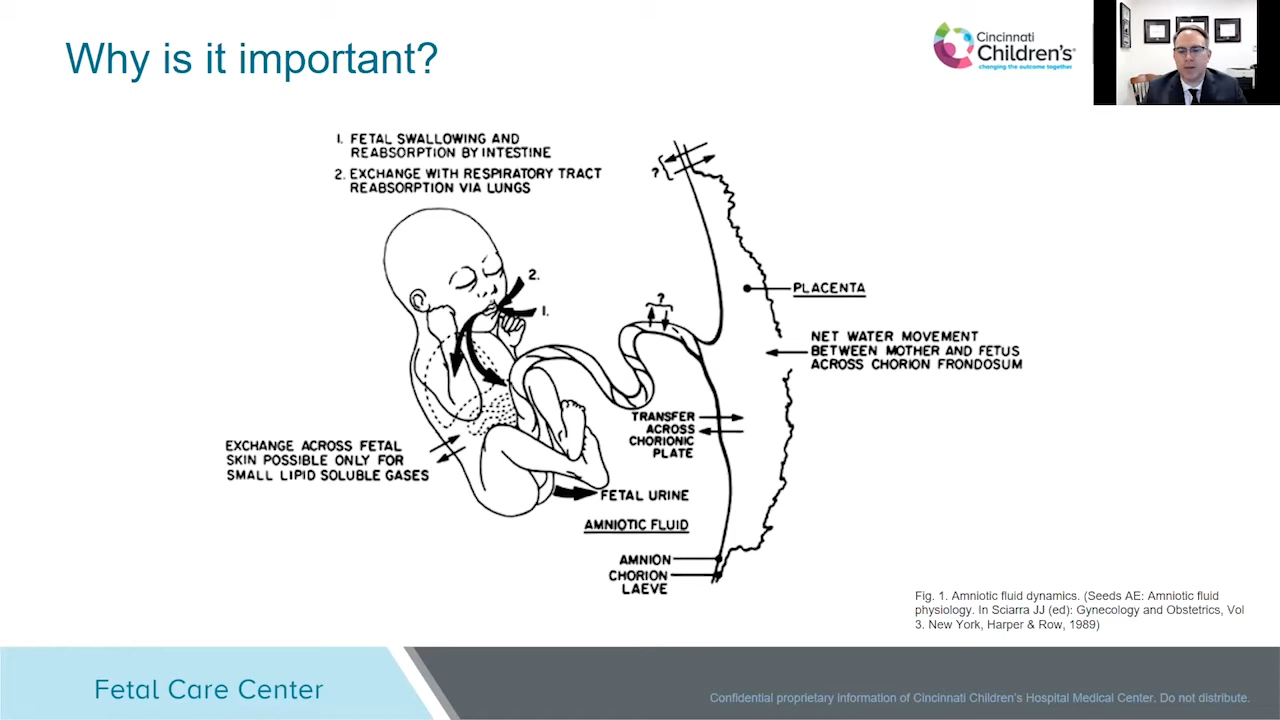 Why is it important?
Cincinnati
Children's
changing the outcome together
1. FETAL SWALLOWING AND
REABSORPTION BY INTESTINE
2. EXCHANGE WITH RESPIRATORY TRACT
REABSORPTION VIA LUNGS
?
2.
1.
?
PLACENTA
NET WATER MOVEMENT
BETWEEN MOTHER AND FETUS
ACROSS CHORION FRONDOSUM
TRANSFER
ACROSS
CHORIONIC
PLATE
EXCHANGE ACROSS FETAL
SKIN POSSIBLE ONLY FOR
SMALL LIPID SOLUBLE GASES
FETAL URINE
AMNIOTIC FLUID
AMNION
CHORION
LAEVE
Fig. 1. Amniotic fluid dynamics. (Seeds AE: Amniotic fluid
physiology. In Sciarra JJ (ed): Gynecology and Obstetrics, Vol
3. New York, Harper & Row, 1989)
Fetal Care Center
Confidential proprietary information of Cincinnati Children's Hospital Medical Center. Do not distribute.